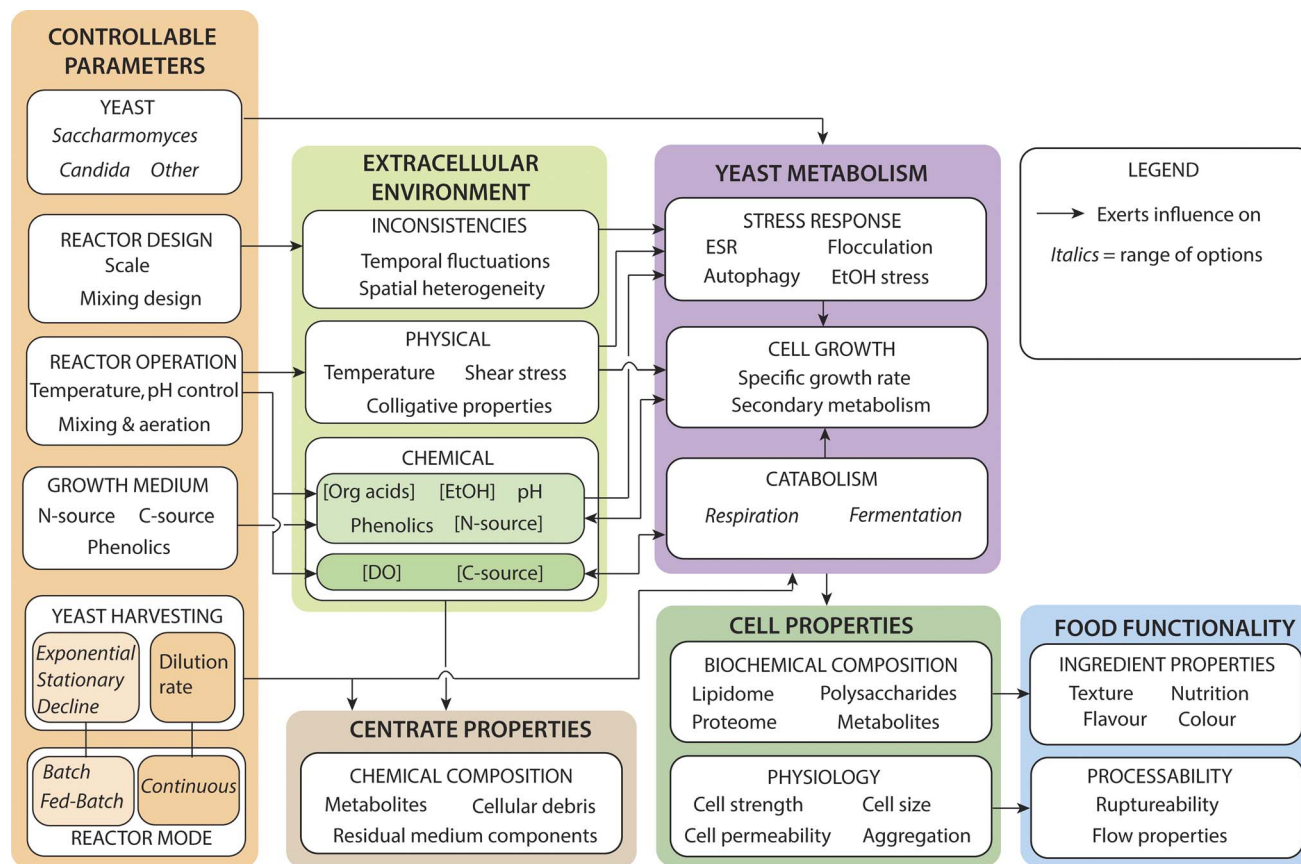 CONTROLLABLE
PARAMETERS
YEAST
Saccharmomyces
Candida Other
REACTOR DESIGN
Scale
Mixing design
REACTOR OPERATION
Temperature, pH control
Mixing & aeration
GROWTH MEDIUM
N-source C-source
Phenolics
YEAST HARVESTING
Exponential
Stationary
Decline
Dilution
rate
Batch
Fed-Batch
Continuous
REACTOR MODE
EXTRACELLULAR
ENVIRONMENT
INCONSISTENCIES
Temporal fluctuations
Spatial heterogeneity
PHYSICAL
Temperature Shear stress
Colligative properties
CHEMICAL
[Org acids] [EtOH] pH
Phenolics [N-source]
[DO] [C-source]
CENTRATE PROPERTIES
CHEMICAL COMPOSITION
Metabolites Cellular debris
Residual medium components
YEAST METABOLISM
STRESS RESPONSE
ESR Flocculation
Autophagy EtOH stress
CELL GROWTH
Specific growth rate
Secondary metabolism
CATABOLISM
Respiration Fermentation
CELL PROPERTIES
BIOCHEMICAL COMPOSITION
Lipidome Polysaccharides
Proteome Metabolites
PHYSIOLOGY
Cell strength Cell size
Cell permeability Aggregation
LEGEND
Exerts influence on
Italics = range of options
FOOD FUNCTIONALITY
INGREDIENT PROPERTIES
Texture Nutrition
Flavour Colour
PROCESSABILITY
Ruptureability
Flow properties